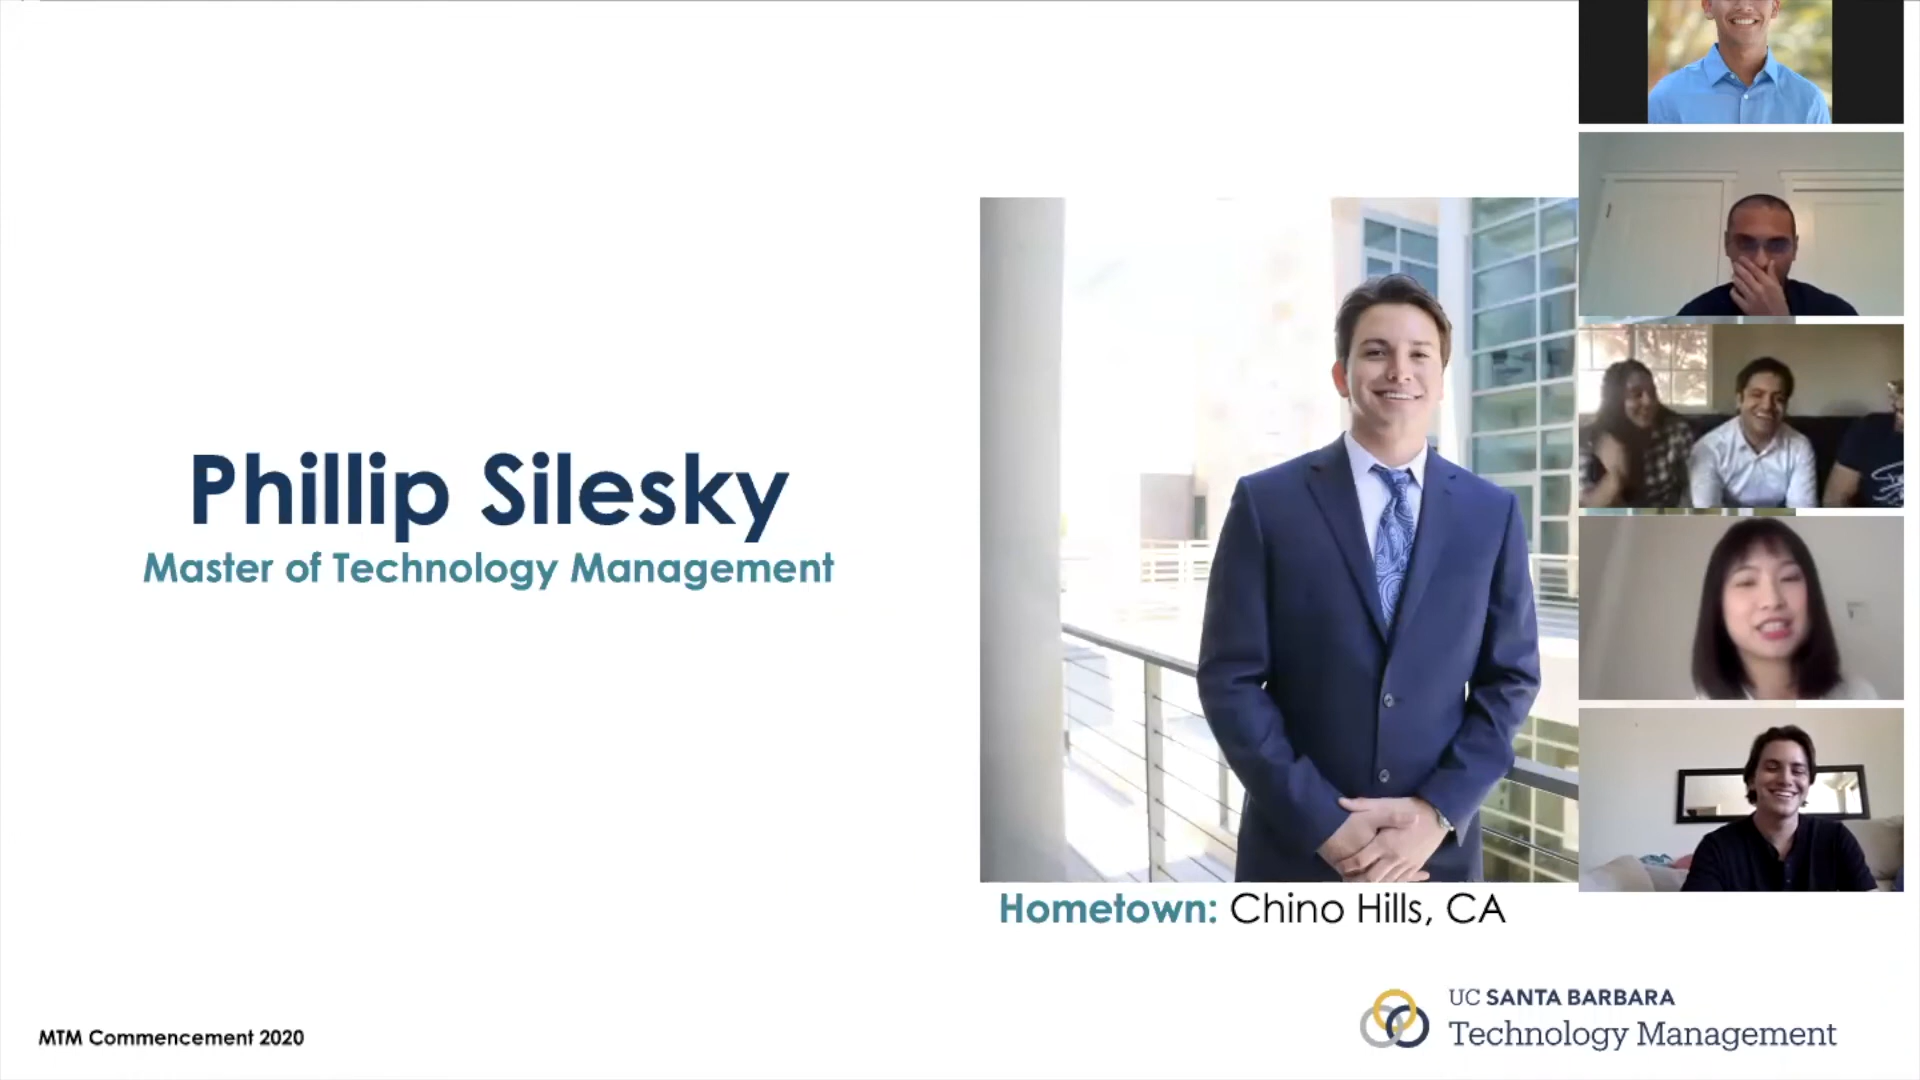 Phillip Silesky
Master of Technology Management
Hometown: Chino Hills, CA
MTM Commencement 2020
UC SANTA BARBARA
Technology Management